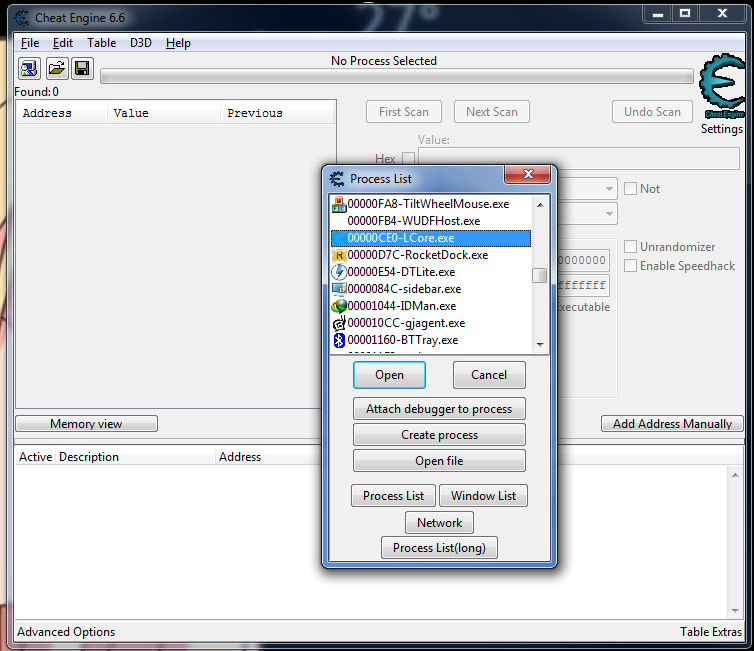 27°
Cheat Engine 6.6
File Edit Table D3D Help
No Process Selected
Found:0
Address Value Previous
First Scan Next Scan Undo Scan
Cheat Engine
Settings
Value:
Hex
Not
Unrandomizer
Enable Speedhack
0000000
fffffff
xecutable
Process List
00000FA8-TiltWheelMouse.exe
00000FB4-WUDFHost.exe
00000CE0-LCore.exe
00000D7C-RocketDock.exe
00000E54-DTLite.exe
0000084C-sidebar.exe
00001044-IDMan.exe
000010CC-gjagent.exe
00001160-BTTray.exe
Open Cancel
Attach debugger to process
Create process
Open file
Process List Window List
Network
Process List(long)
Memory view
Add Address Manually
Active Description Address
Advanced Options
Table Extras